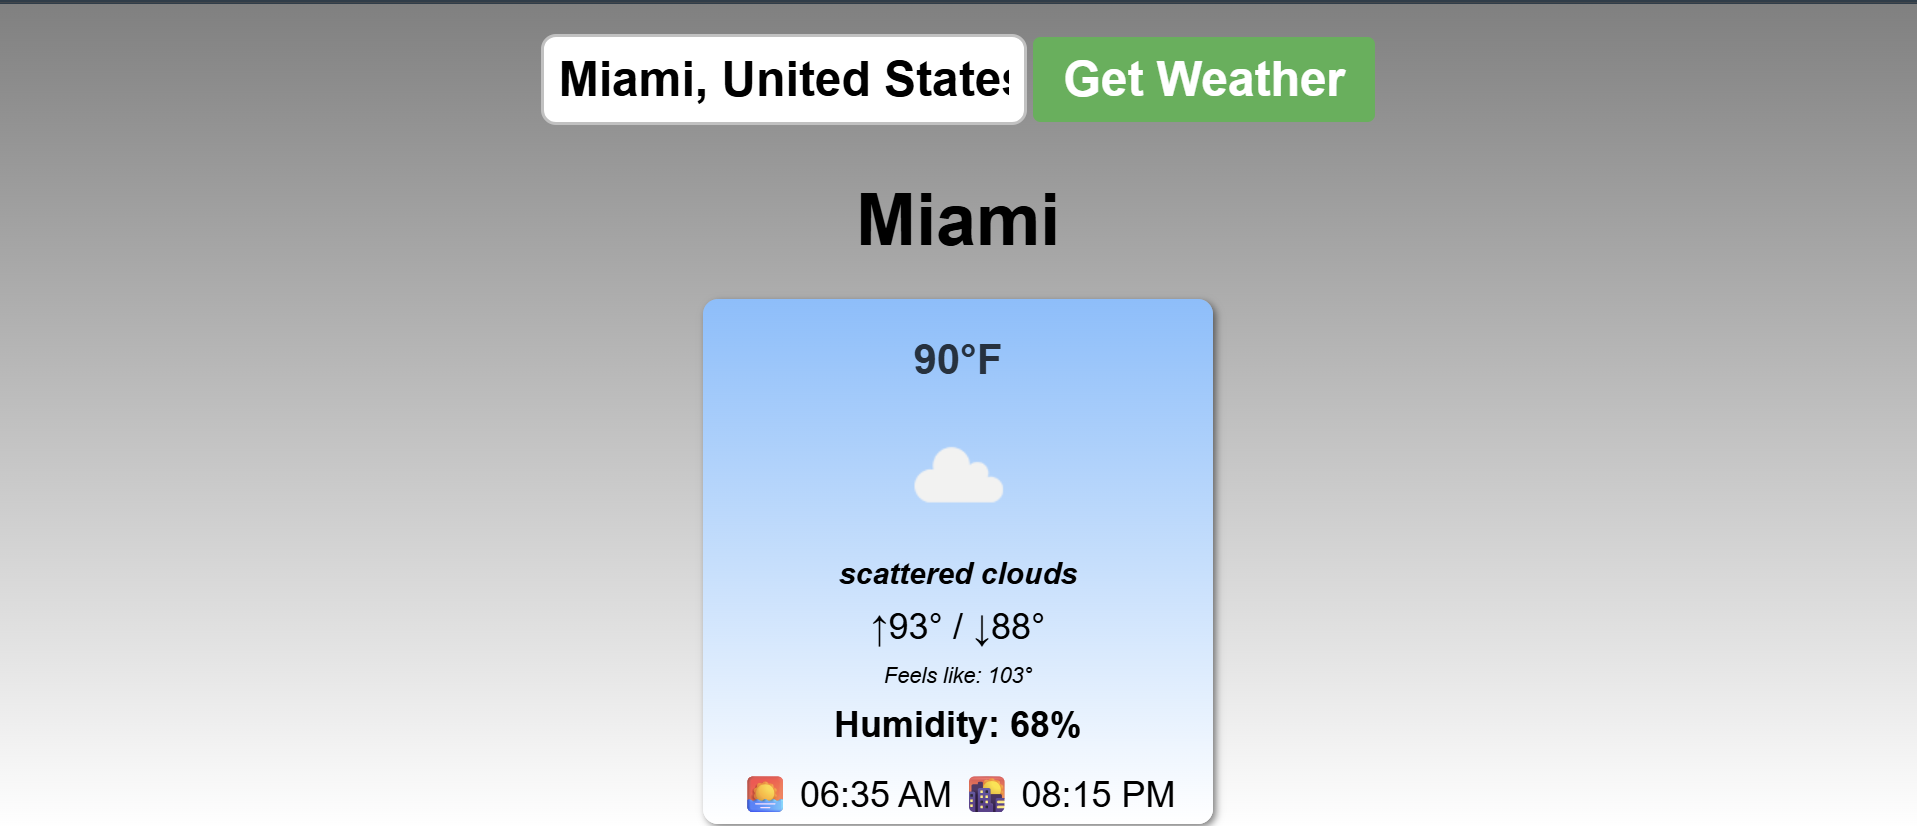 Miami, United States Get Weather
Miami
90°F
scattered clouds
↑93° / ↓88°
Feels like: 103°
Humidity: 68%
06:35 AM 08:15 PM